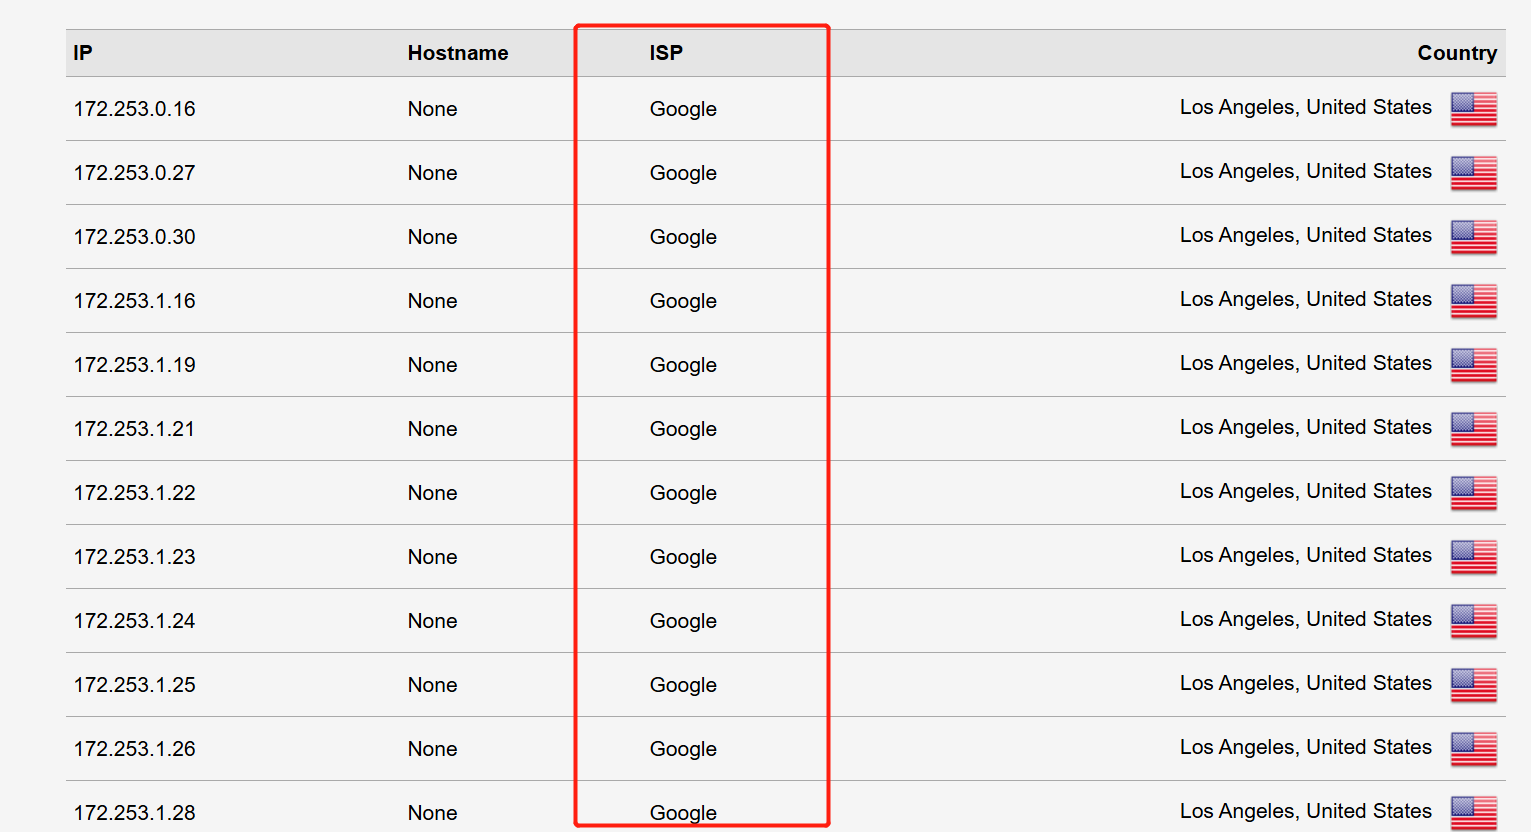 IP Hostname ISP Country
172.253.0.16 None Google Los Angeles, United States
172.253.0.27 None Google Los Angeles, United States
172.253.0.30 None Google Los Angeles, United States
172.253.1.16 None Google Los Angeles, United States
172.253.1.19 None Google Los Angeles, United States
172.253.1.21 None Google Los Angeles, United States
172.253.1.22 None Google Los Angeles, United States
172.253.1.23 None Google Los Angeles, United States
172.253.1.24 None Google Los Angeles, United States
172.253.1.25 None Google Los Angeles, United States
172.253.1.26 None Google Los Angeles, United States
172.253.1.28 None Google Los Angeles, United States